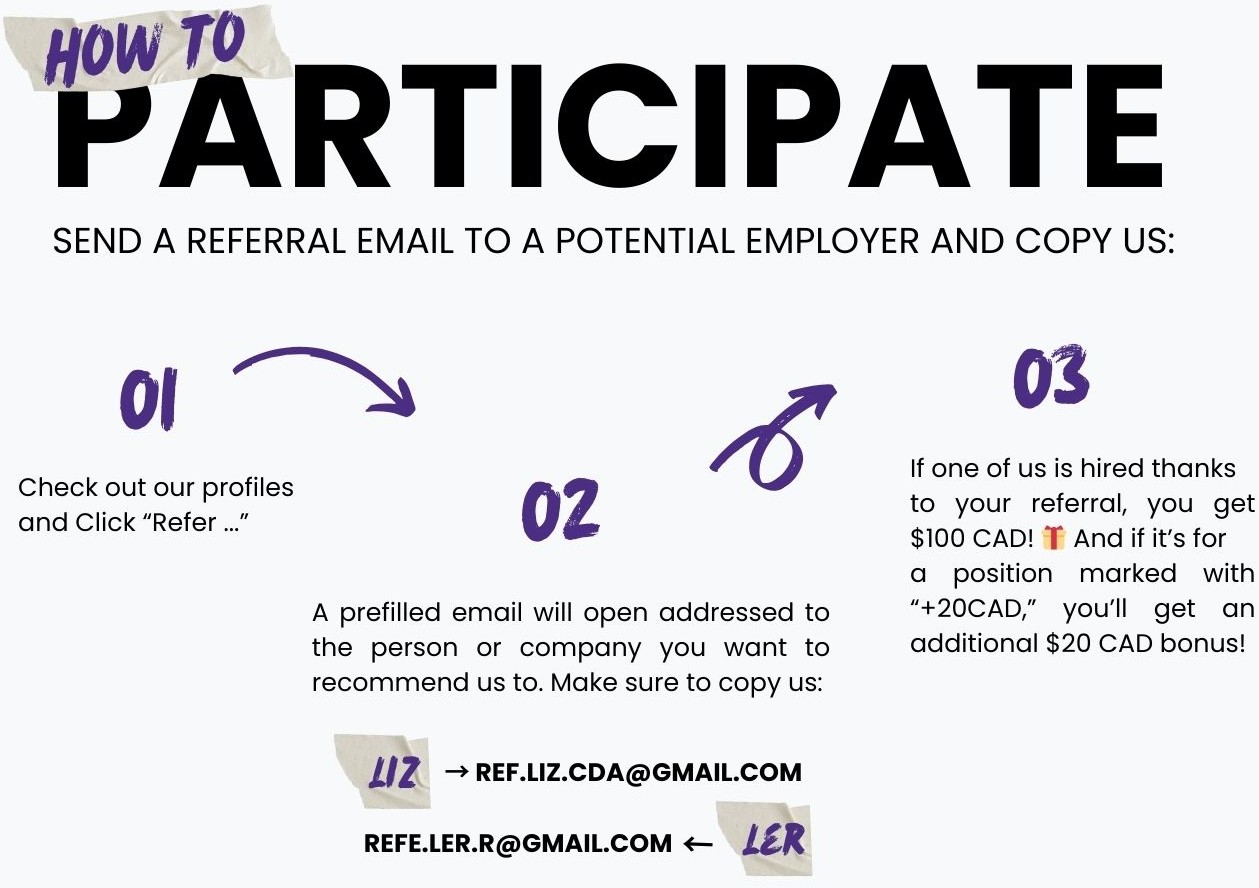 HOW TO
PARTICIPATE
SEND A REFERRAL EMAIL TO A POTENTIAL EMPLOYER AND COPY US:
01
Check out our profiles
and Click “Refer ...”
02
A prefilled email will open addressed to
the person or company you want to
recommend us to. Make sure to copy us:
LIZ → REF.LIZ.CDA@GMAIL.COM
REFE.LER.R@GMAIL.COM ← LER
03
If one of us is hired thanks
to your referral, you get
$100 CAD! 🎁 And if it’s for
a position marked with
“+20CAD,” you’ll get an
additional $20 CAD bonus!